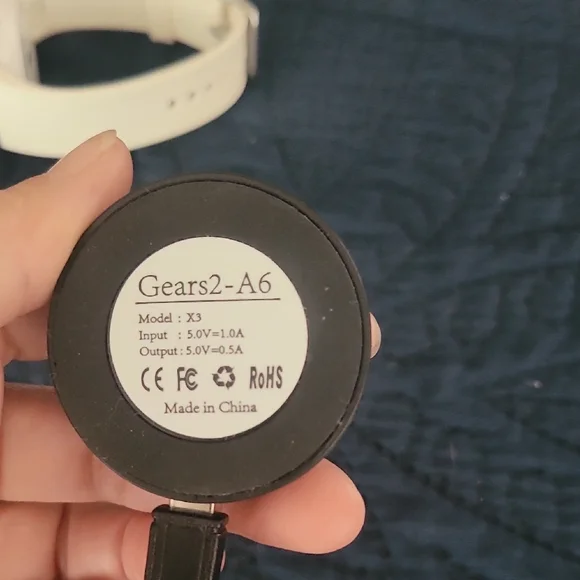 Gears2-A6
Model : X3
Input : 5.0V=1.0A
Output : 5.0V=0.5A
CE FC RoHS
Made in China